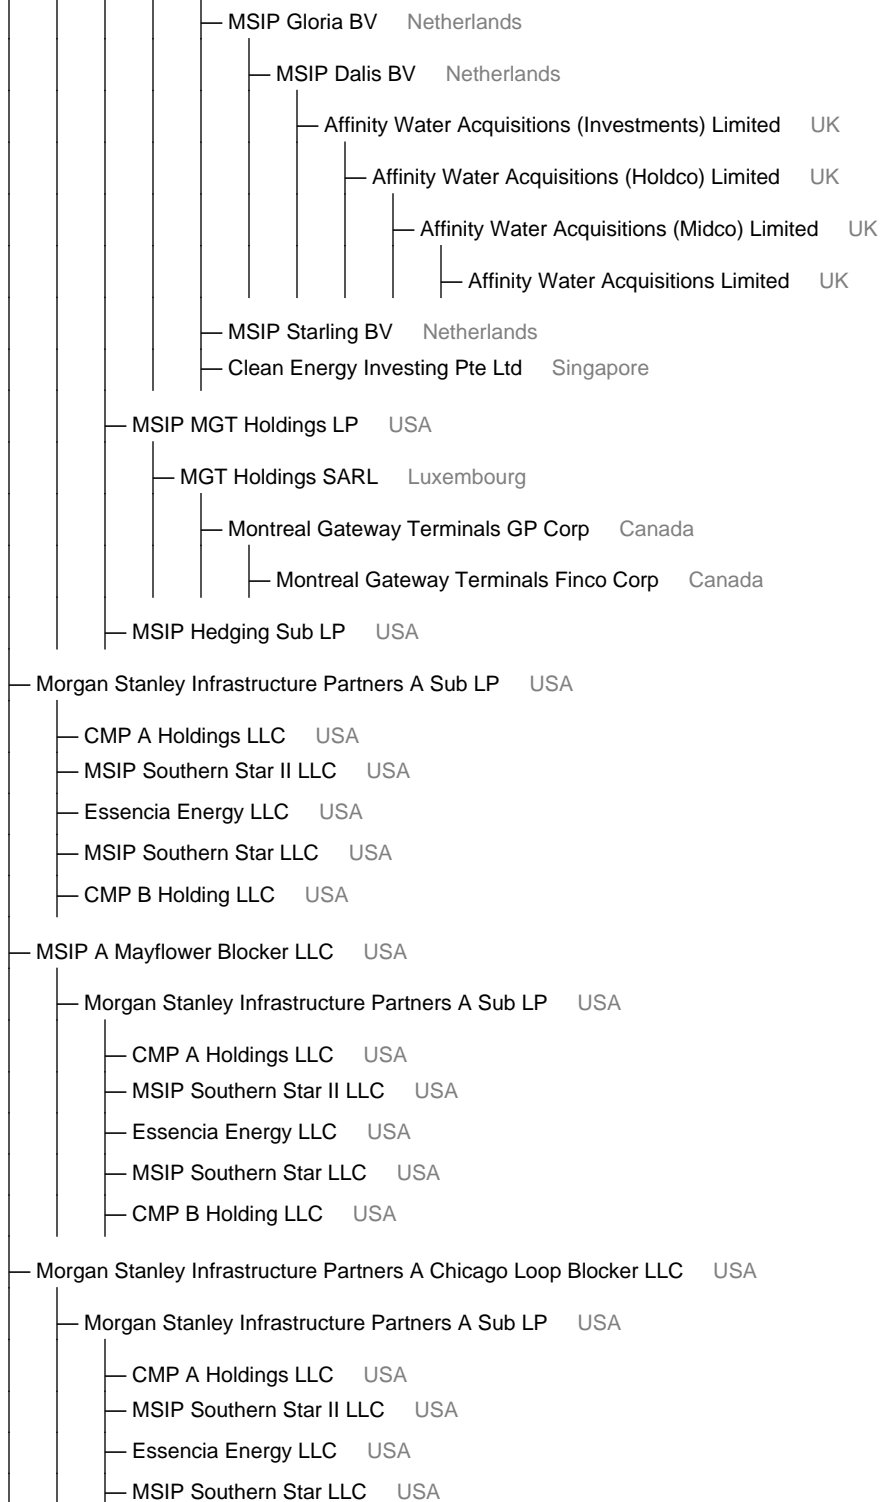 MSIP Gloria BV Netherlands
MSIP Dalis BV Netherlands
Affinity Water Acquisitions (Investments) Limited UK
Affinity Water Acquisitions (Holdco) Limited UK
Affinity Water Acquisitions (Midco) Limited UK
Affinity Water Acquisitions Limited UK
MSIP Starling BV Netherlands
Clean Energy Investing Pte Ltd Singapore
MSIP MGT Holdings LP USA
MGT Holdings SARL Luxembourg
Montreal Gateway Terminals GP Corp Canada
Montreal Gateway Terminals Finco Corp Canada
MSIP Hedging Sub LP USA
Morgan Stanley Infrastructure Partners A Sub LP USA
CMP A Holdings LLC USA
MSIP Southern Star II LLC USA
Essencia Energy LLC USA
MSIP Southern Star LLC USA
CMP B Holding LLC USA
MSIP A Mayflower Blocker LLC USA
Morgan Stanley Infrastructure Partners A Sub LP USA
CMP A Holdings LLC USA
MSIP Southern Star II LLC USA
Essencia Energy LLC USA
MSIP Southern Star LLC USA
CMP B Holding LLC USA
Morgan Stanley Infrastructure Partners A Chicago Loop Blocker LLC USA
Morgan Stanley Infrastructure Partners A Sub LP USA
CMP A Holdings LLC USA
MSIP Southern Star II LLC USA
Essencia Energy LLC USA
MSIP Southern Star LLC USA